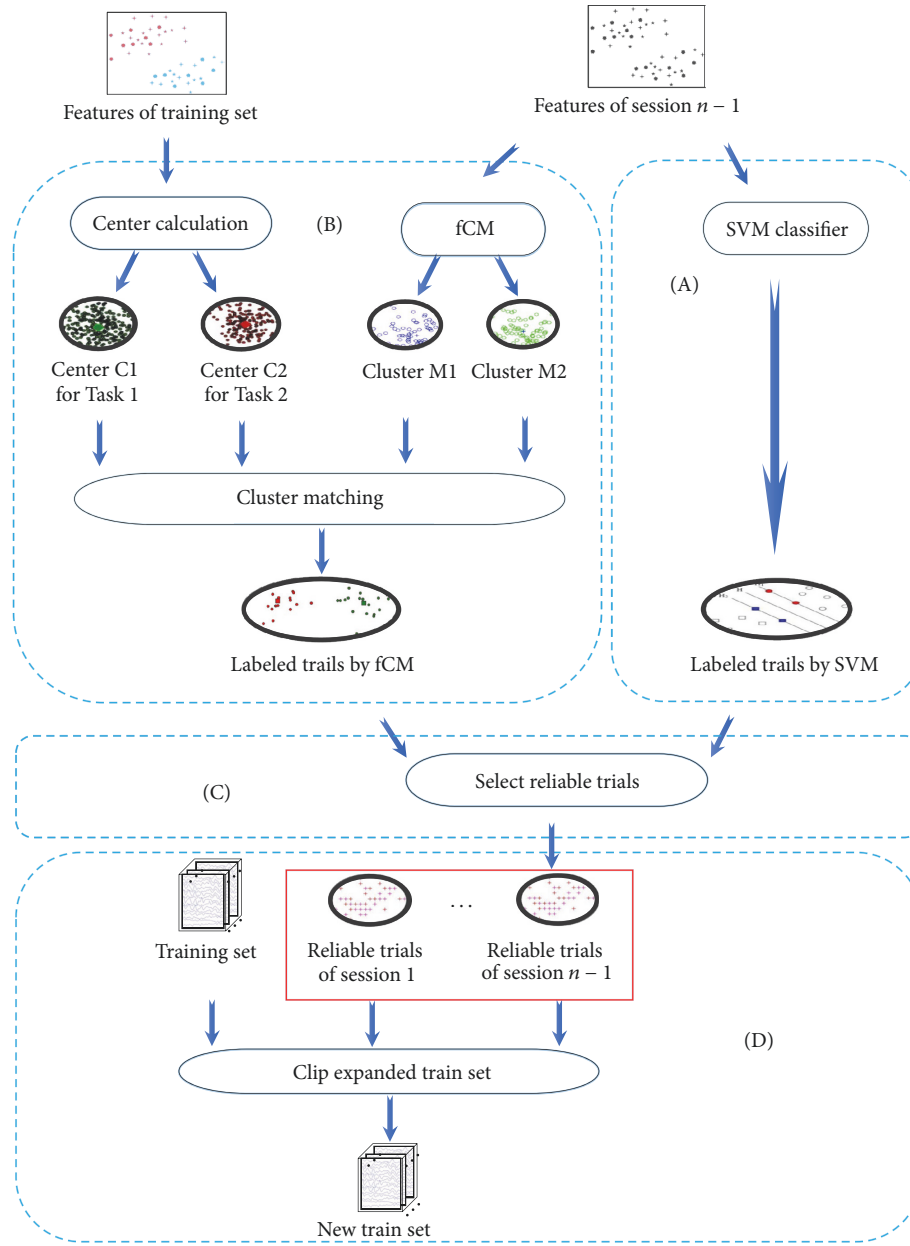 Features of training set
Features of session n – 1
(B)
Center calculation
fCM
SVM classifier
(A)
Center C1
for Task 1
Center C2
for Task 2
Cluster M1
Cluster M2
Cluster matching
Labeled trails by fCM
Labeled trails by SVM
(C)
Select reliable trials
Training set
Reliable trials
of session 1
...
Reliable trials
of session n – 1
(D)
Clip expanded train set
New train set